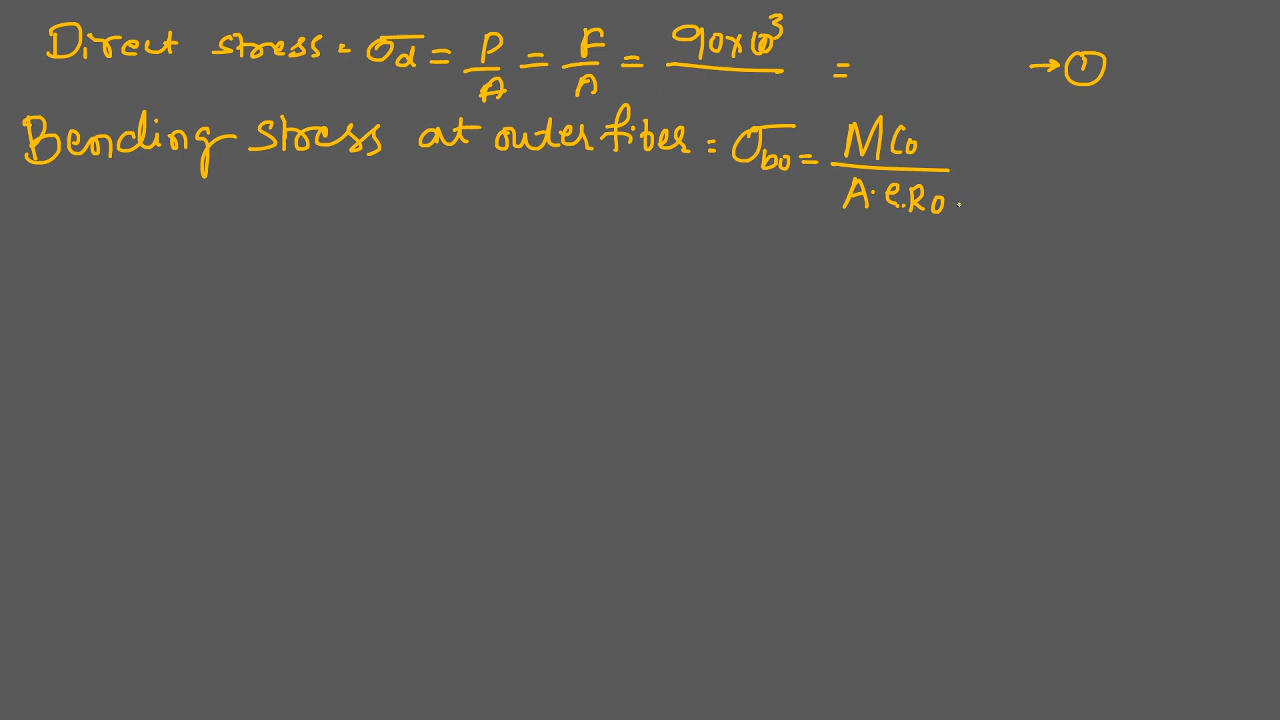 Direct stress = σd = P/A = F/A = 90×10³/ = → ①
Bending stress at outer fiber = σbo = MCo/A.e.Ro.